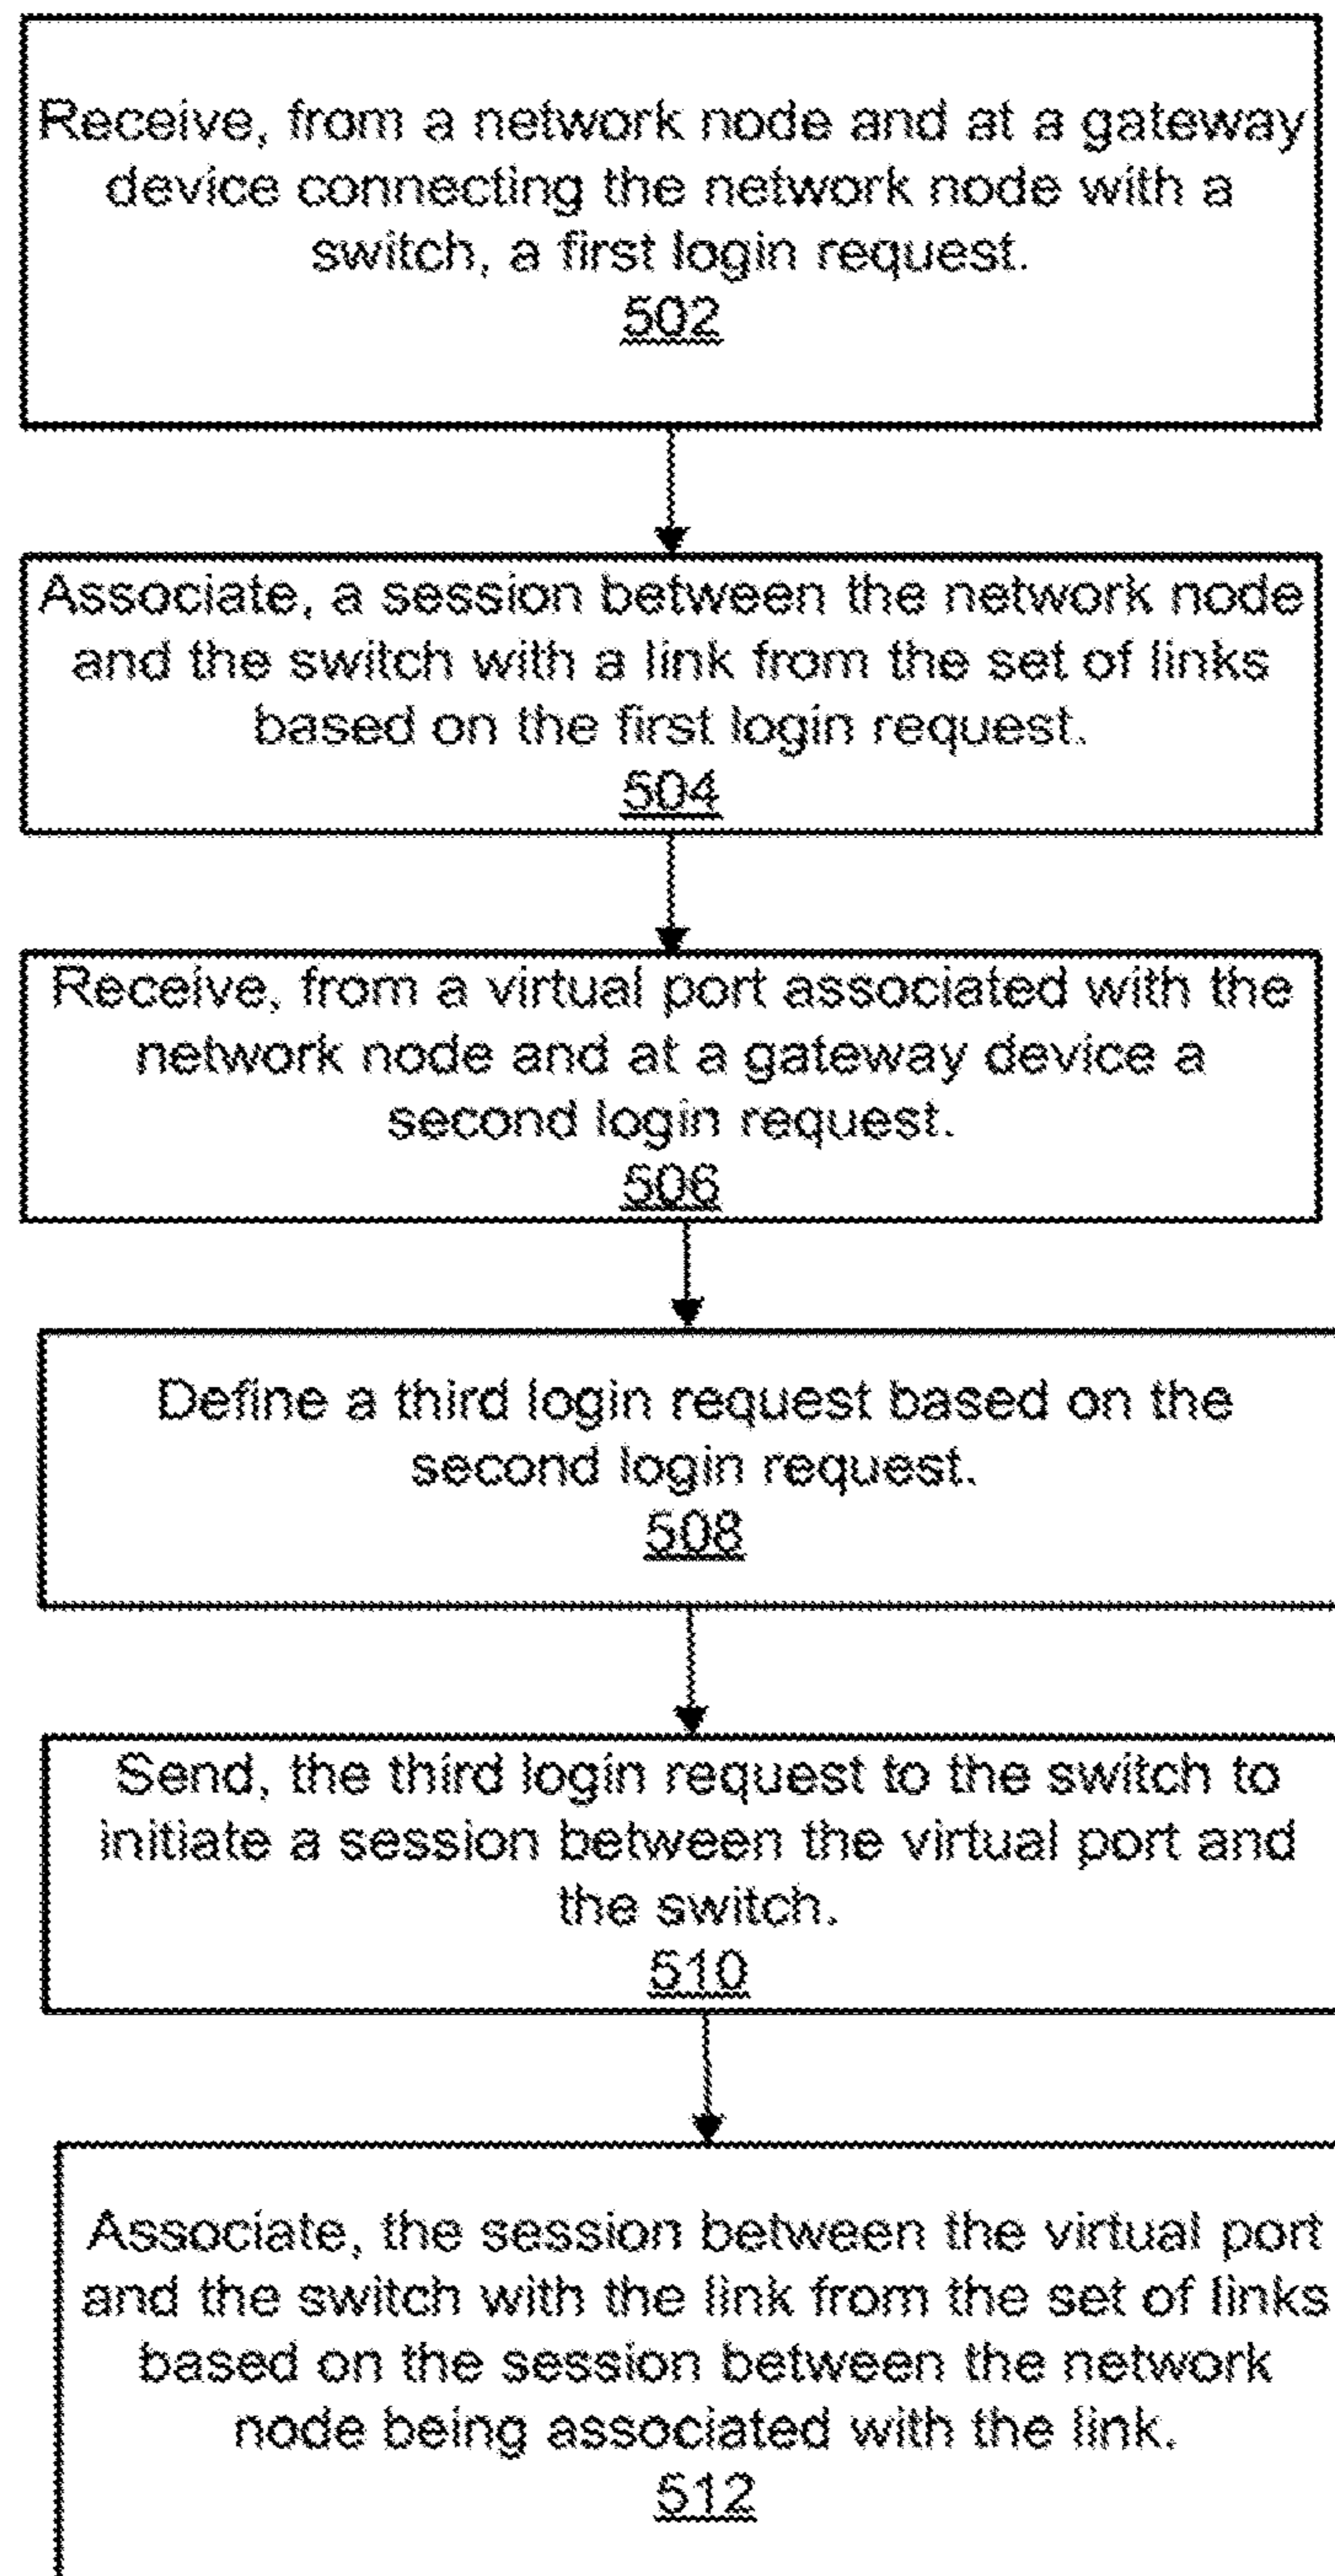 Receive, from a network node and at a gateway
device connecting the network node with a
switch, a first login request.
502
Associate, a session between the network node
and the switch with a link from the set of links
based on the first login request.
504
Receive, from a virtual port associated with the
network node and at a gateway device a
second login request.
506
Define a third login request based on the
second login request.
508
Send, the third login request to the switch to
initiate a session between the virtual port and
the switch.
510
Associate, the session between the virtual port
and the switch with the link from the set of links
based on the session between the network
node being associated with the link.
512